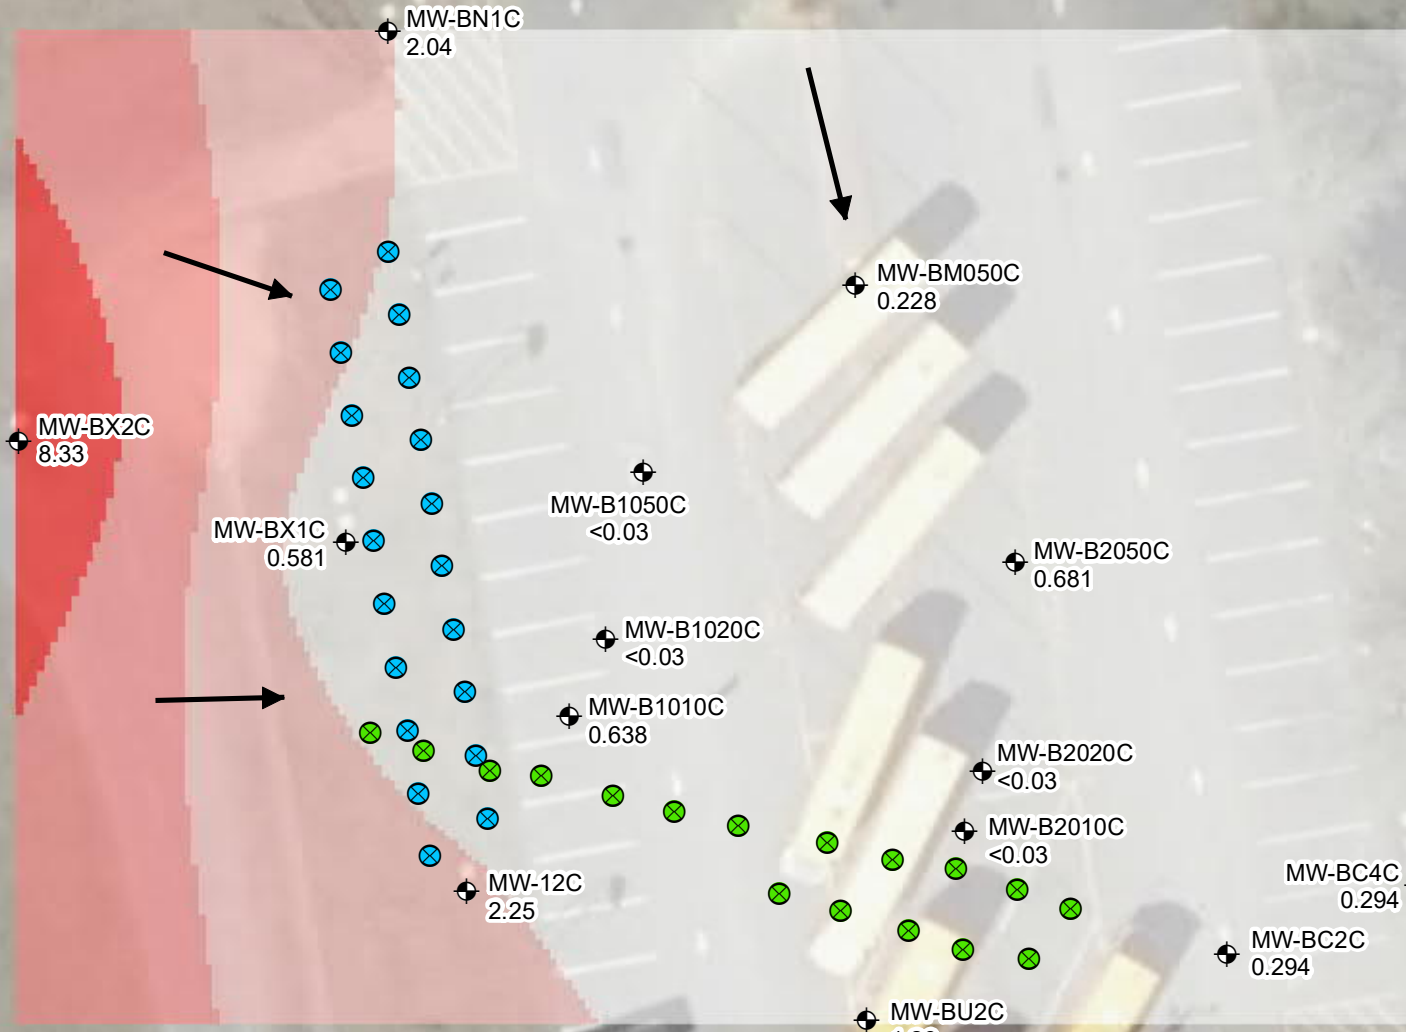 MW-BN1C
2.04
MW-BM050C
0.228
MW-BX2C
8.33
MW-B1050C
<0.03
MW-BX1C
0.581
MW-B2050C
0.681
MW-B1020C
<0.03
MW-B1010C
0.638
MW-B2020C
<0.03
MW-B2010C
<0.03
MW-12C
2.25
MW-BC4C
0.294
MW-BC2C
0.294
MW-BU2C